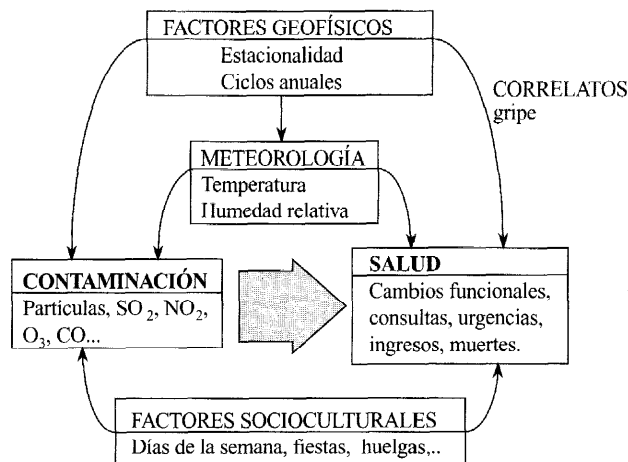 FACTORES GEOFÍSICOS
Estacionalidad
Ciclos anuales
CORRELATOS
gripe
METEOROLOGÍA
Temperatura
Humedad relativa
CONTAMINACIÓN
Partículas, SO₂, NO₂,
O₃, CO...
SALUD
Cambios funcionales,
consultas, urgencias,
ingresos, muertes.
FACTORES SOCIOCULTURALES
Días de la semana, fiestas, huelgas,..